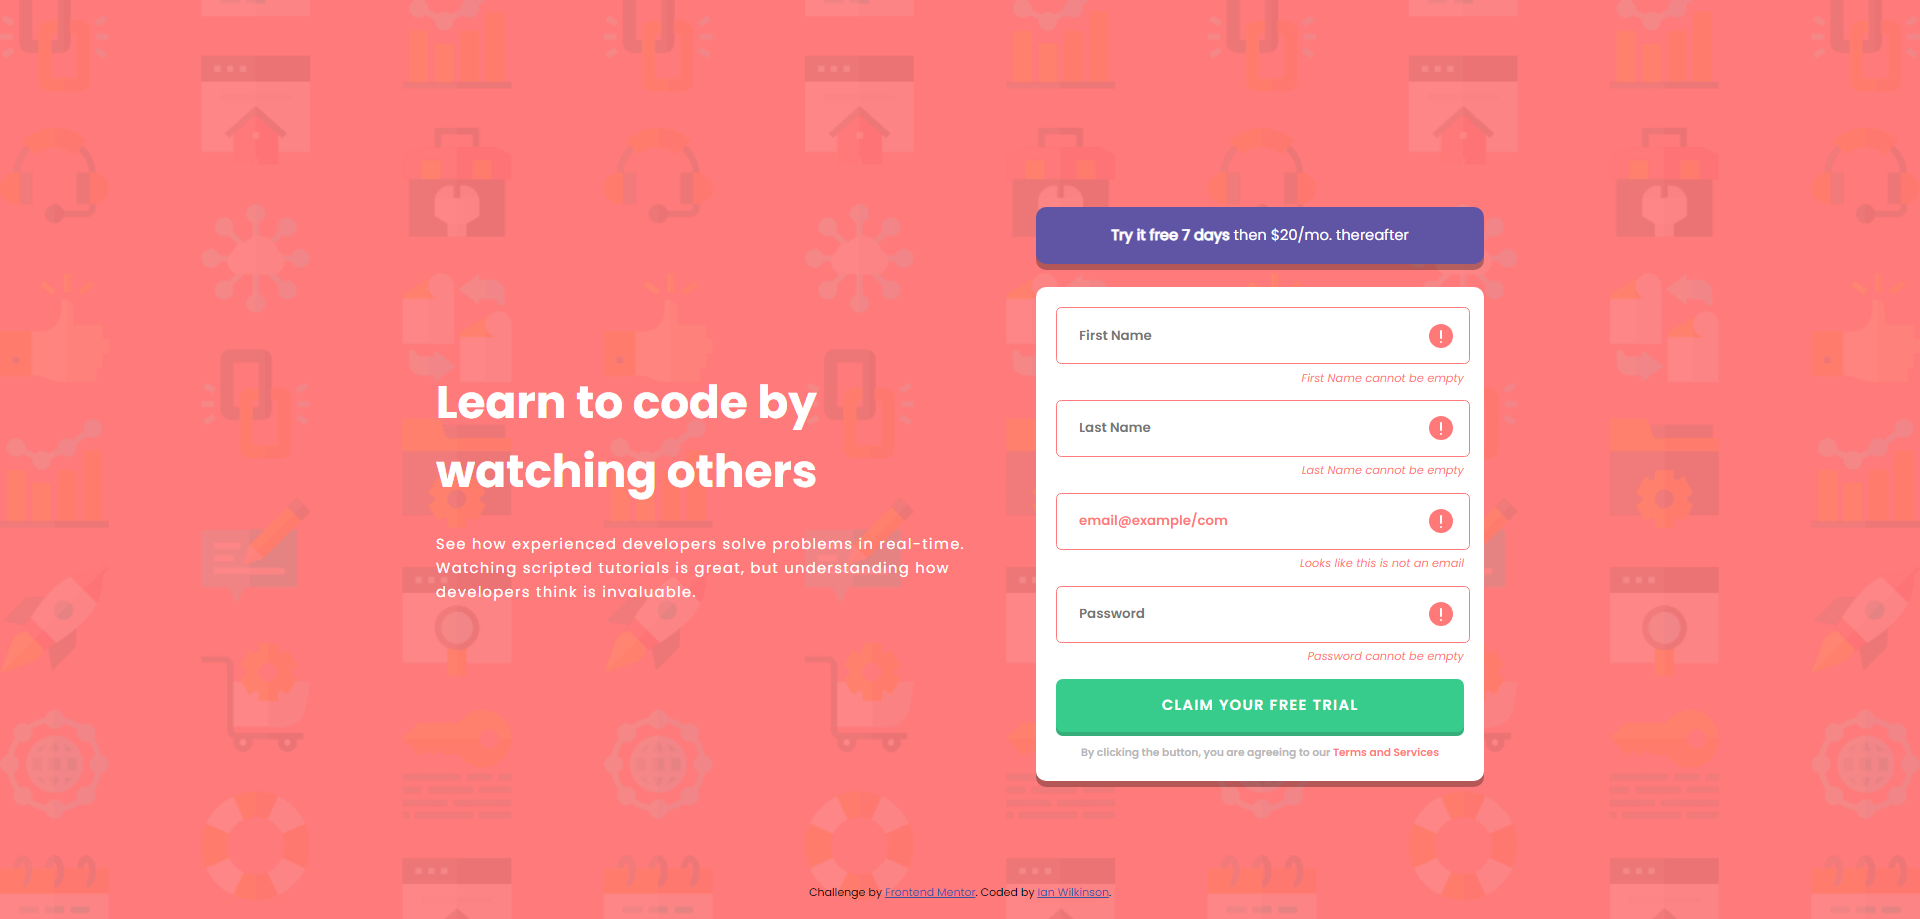 Learn to code by
watching others
See how experienced developers solve problems in real-time.
Watching scripted tutorials is great, but understanding how
developers think is invaluable.
Try it free 7 days then $20/mo. thereafter
First Name
First Name cannot be empty
Last Name
Last Name cannot be empty
email@example/com
Looks like this is not an email
Password
Password cannot be empty
CLAIM YOUR FREE TRIAL
By clicking the button, you are agreeing to our Terms and Services
Challenge by Frontend Mentor. Coded by Ian Wilkinson.